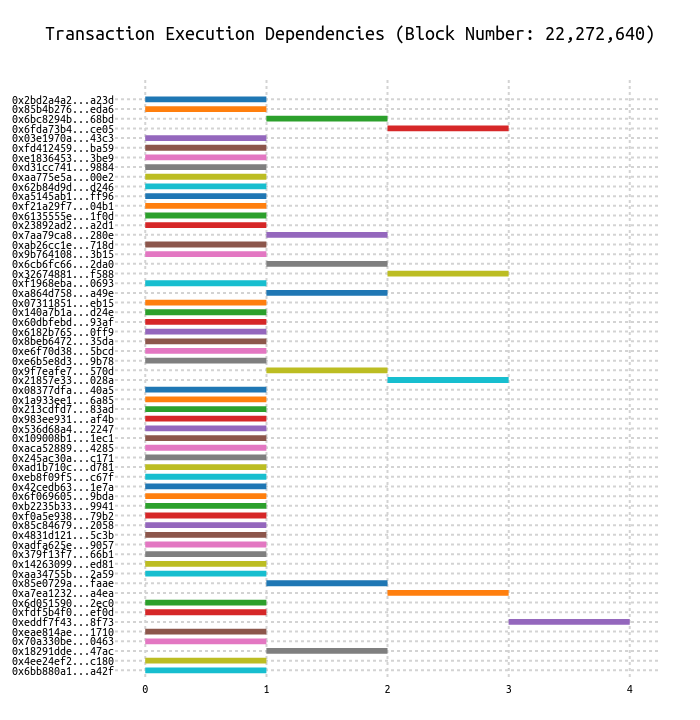 Transaction Execution Dependencies (Block Number: 22,272,640)
0x2bd2a4a2...a23d
0x85b4b276...eda6
0x6bc8294b...68bd
0x6fda73b4...ce05
0x03e1970a...43c3
0xfd412459...ba59
0xe1836453...3be9
0xd31cc741...9884
0xaa775e5a...00e2
0x62b84d9d...d246
0xa5145ab1...ff96
0xf21a29f7...04b1
0x6135555e...1f0d
0x23892ad2...a2d1
0x7aa79ca8...280e
0xab26cc1e...718d
0x9b764108...3b15
0x6cb6fc66...2da0
0x32674881...f588
0xf1968eba...0693
0xa864d758...a49e
0x07311851...eb15
0x140a7b1a...d24e
0x60dbfebd...93af
0x6182b765...0ff9
0x8beb6472...35da
0xe6f70d38...5bcd
0xe6b5e8d3...9b78
0x9f7eafe7...570d
0x21857e33...028a
0x08377dfa...40a5
0x1a933ee1...6a85
0x213cdfd7...83ad
0x983ee931...af4b
0x536d68a4...2247
0x109008b1...1ec1
0xaca52889...4285
0x245ac30a...c171
0xad1b710c...d781
0xeb8f09f5...c67f
0x42cedb63...1e7a
0x6f069605...9bda
0xb2235b33...9941
0xf0a5e938...79b2
0x85c84679...2058
0x4831d121...5c3b
0xadfa625e...9057
0x379f13f7...66b1
0x14263099...ed81
0xaa34755b...2a59
0x85e0729a...faae
0xa7ea1232...a4ea
0x6d051590...2ec0
0xfdf5b4f0...ef0d
0xeddf7f43...8f73
0xeae814ae...1710
0x70a330be...0463
0x18291dde...47ac
0x4ee24ef2...c180
0x6bb880a1...a42f
0 1 2 3 4